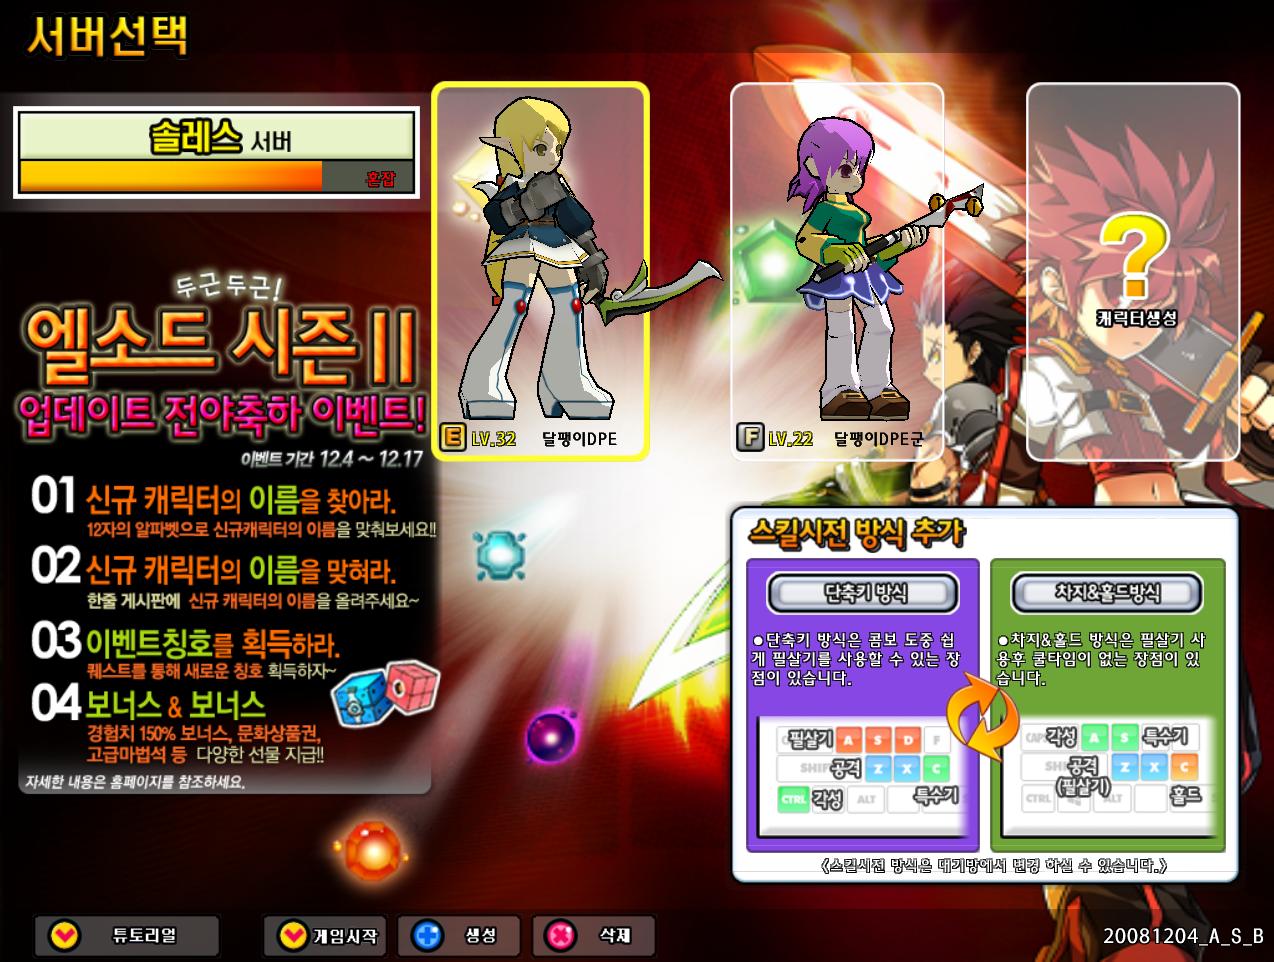 서버선택
솔레스 서버
혼잡
두근두근!
엘소드 시즌 II
업데이트 전야축하 이벤트!
이벤트 기간 12.4 ~ 12.17
01 신규 캐릭터의 이름을 찾아라.
12자의 알파벳으로 신규캐릭터의 이름을 맞춰보세요!!
02 신규 캐릭터의 이름을 맞혀라.
한줄 게시판에 신규 캐릭터의 이름을 올려주세요~
03 이벤트칭호를 획득하라.
퀘스트를 통해 새로운 칭호 획득하자~
04 보너스 & 보너스
경험치 150% 보너스, 문화상품권,
고급마법석 등 다양한 선물 지급!!
자세한 내용은 홈페이지를 참조하세요.
E LV.32 달팽이DPE
F LV.22 달팽이DPE군
?
캐릭터생성
스킬시전 방식 추가
단축키 방식
●단축키 방식은 콤보 도중 쉽
게 필살기를 사용할 수 있는 장
점이 있습니다.
필살기 A S D F
SHIF 공격 Z X C
CTRL 각성 ALT 특수기
차지&홀드방식
●차지&홀드 방식은 필살기 사
용후 쿨타임이 없는 장점이 있
습니다.
CAPS 각성 A S 특수기
SHI 공격 Z X C
(필살기)
CTRL ALT 홀드
《스킬시전 방식은 대기방에서 변경 하실 수 있습니다.》
튜토리얼
게임시작
생성
삭제
20081204_A_S_B